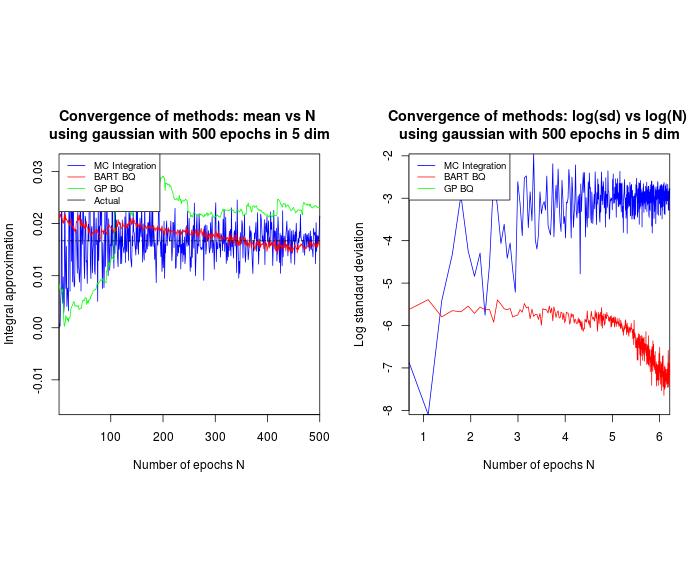 Convergence of methods: mean vs N
using gaussian with 500 epochs in 5 dim
MC Integration
BART BQ
GP BQ
Actual
Integral approximation
0.03
0.02
0.01
0.00
-0.01
100 200 300 400 500
Number of epochs N
Convergence of methods: log(sd) vs log(N)
using gaussian with 500 epochs in 5 dim
MC Integration
BART BQ
GP BQ
Log standard deviation
-2
-3
-4
-5
-6
-7
-8
1 2 3 4 5 6
Number of epochs N